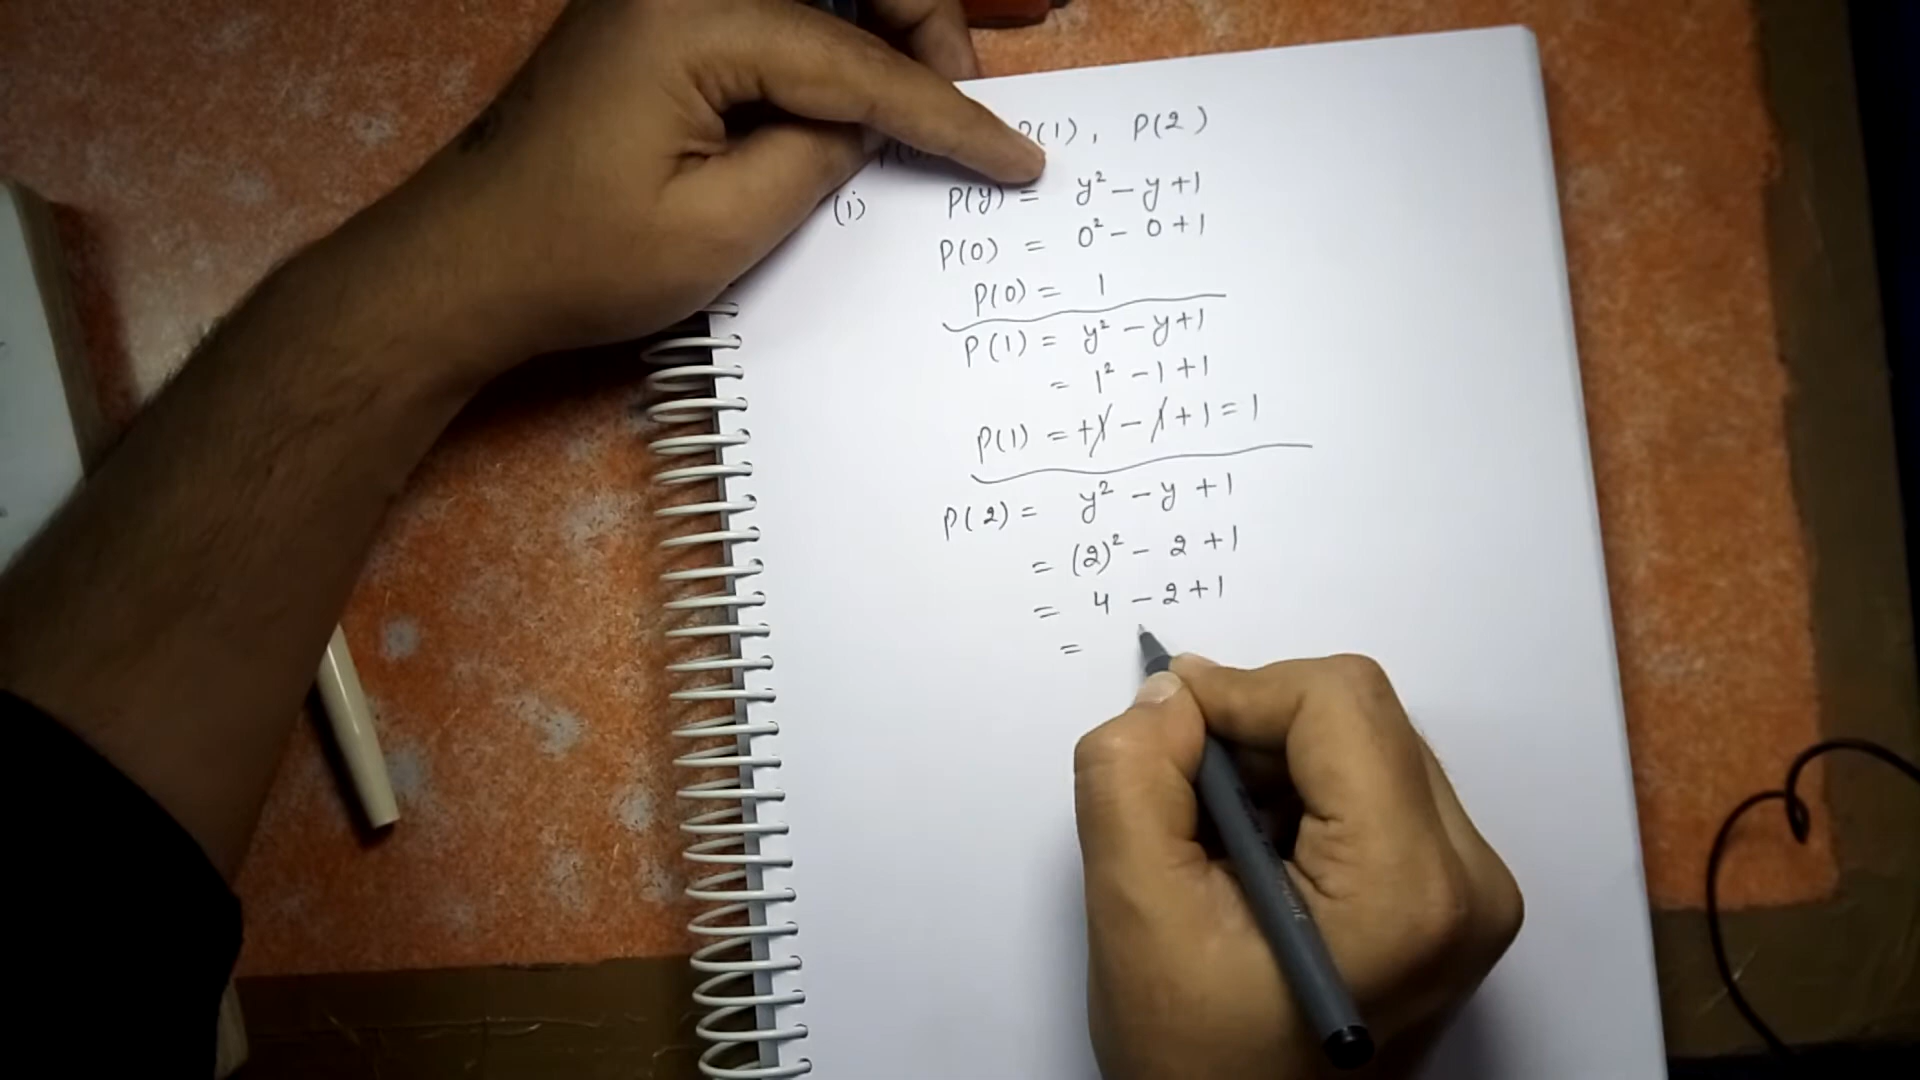 P(1), P(2)
(i) P(y) = y² - y + 1
P(0) = 0² - 0 + 1
P(0) = 1
P(1) = y² - y + 1
= 1² - 1 + 1
P(1) = +1 - 1 + 1 = 1
P(2) = y² - y + 1
= (2)² - 2 + 1
= 4 - 2 + 1
=